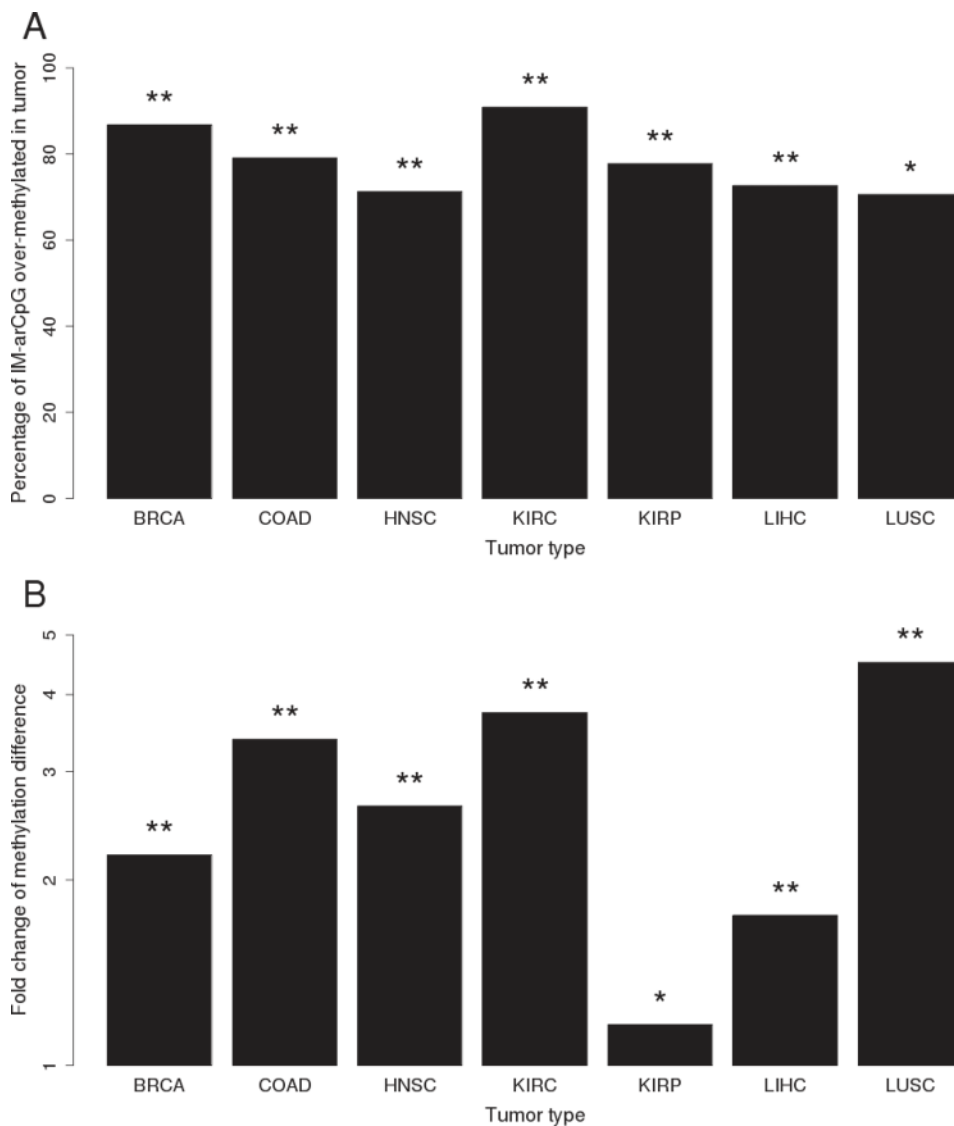 A
Percentage of IM-arCpG over-methylated in tumor
100
80
60
40
20
0
** ** ** ** ** ** *
BRCA COAD HNSC KIRC KIRP LIHC LUSC
Tumor type
B
Fold change of methylation difference
5
4
3
2
1
** ** ** ** * ** **
BRCA COAD HNSC KIRC KIRP LIHC LUSC
Tumor type